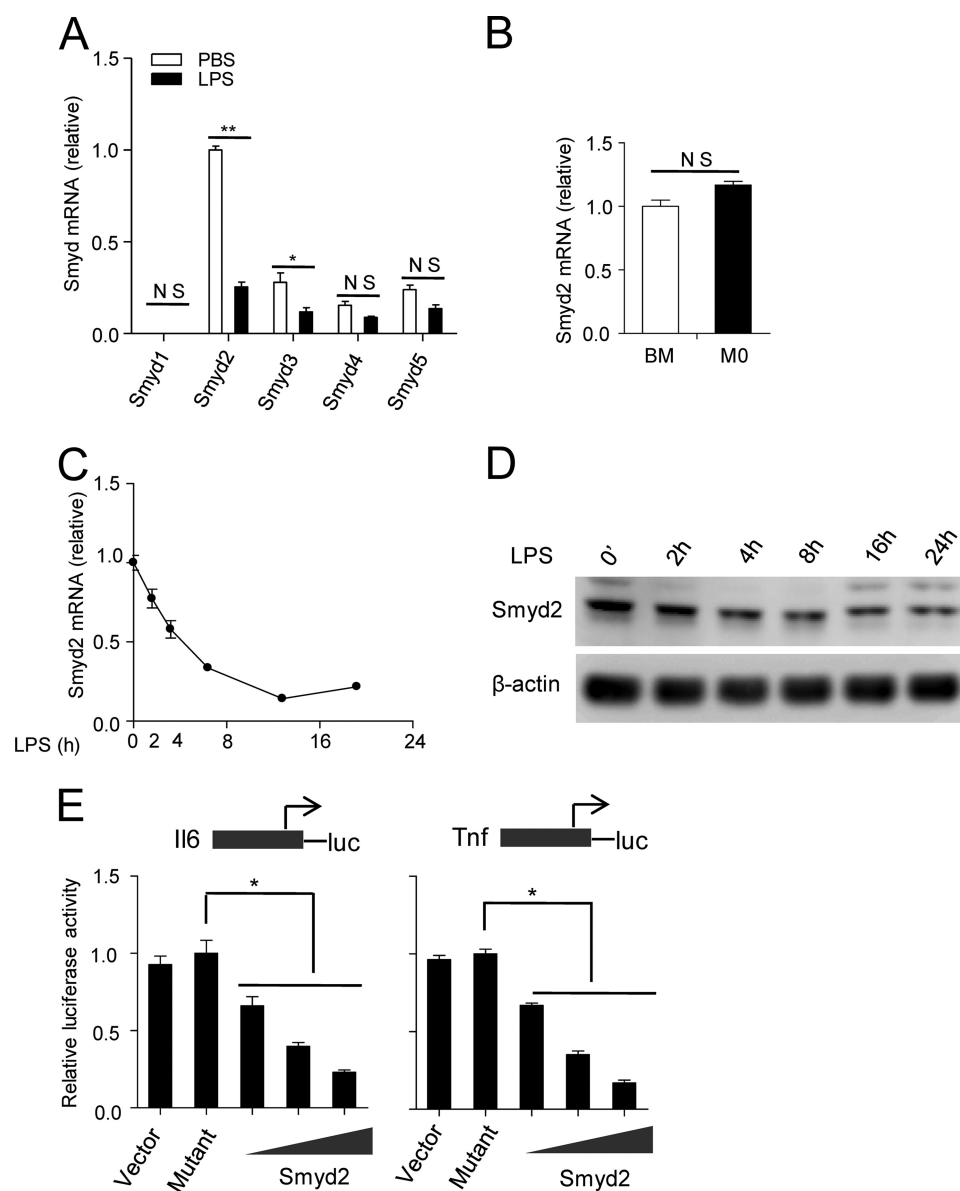 A
PBS
LPS
Smyd mRNA (relative)
1.5
1.0
0.5
0.0
N S
**
*
N S
N S
Smyd1
Smyd2
Smyd3
Smyd4
Smyd5
B
Smyd2 mRNA (relative)
1.5
1.0
0.5
0.0
N S
BM
M0
C
Smyd2 mRNA (relative)
1.5
1.0
0.5
0.0
LPS (h)
0 2 4 8 16 24
D
LPS 0' 2h 4h 8h 16h 24h
Smyd2
β-actin
E
Il6
luc
Relative luciferase activity
1.5
1.0
0.5
0.0
*
Vector
Mutant
Smyd2
Tnf
luc
*
Vector
Mutant
Smyd2